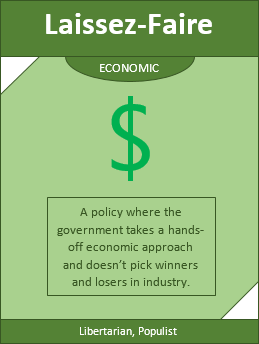 Laissez-Faire
ECONOMIC
$
A policy where the
government takes a hands-
off economic approach
and doesn't pick winners
and losers in industry.
Libertarian, Populist